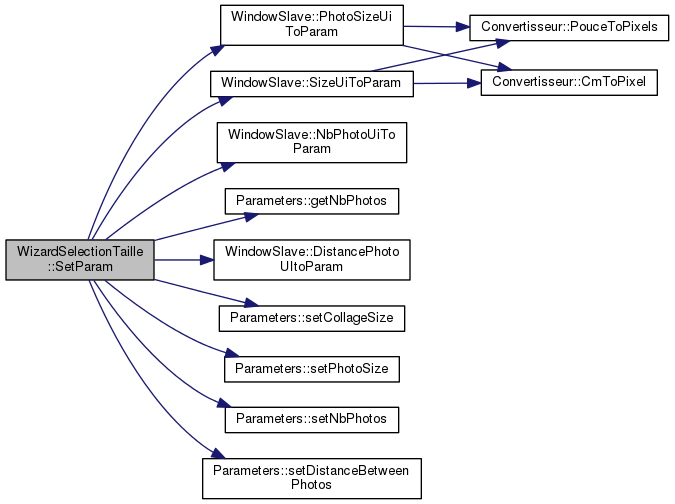 WizardSelectionTaille
::SetParam
WindowSlave::PhotoSizeUi
ToParam
WindowSlave::SizeUiToParam
WindowSlave::NbPhotoUiTo
Param
Parameters::getNbPhotos
WindowSlave::DistancePhoto
UItoParam
Parameters::setCollageSize
Parameters::setPhotoSize
Parameters::setNbPhotos
Parameters::setDistanceBetween
Photos
Convertisseur::PouceToPixels
Convertisseur::CmToPixel